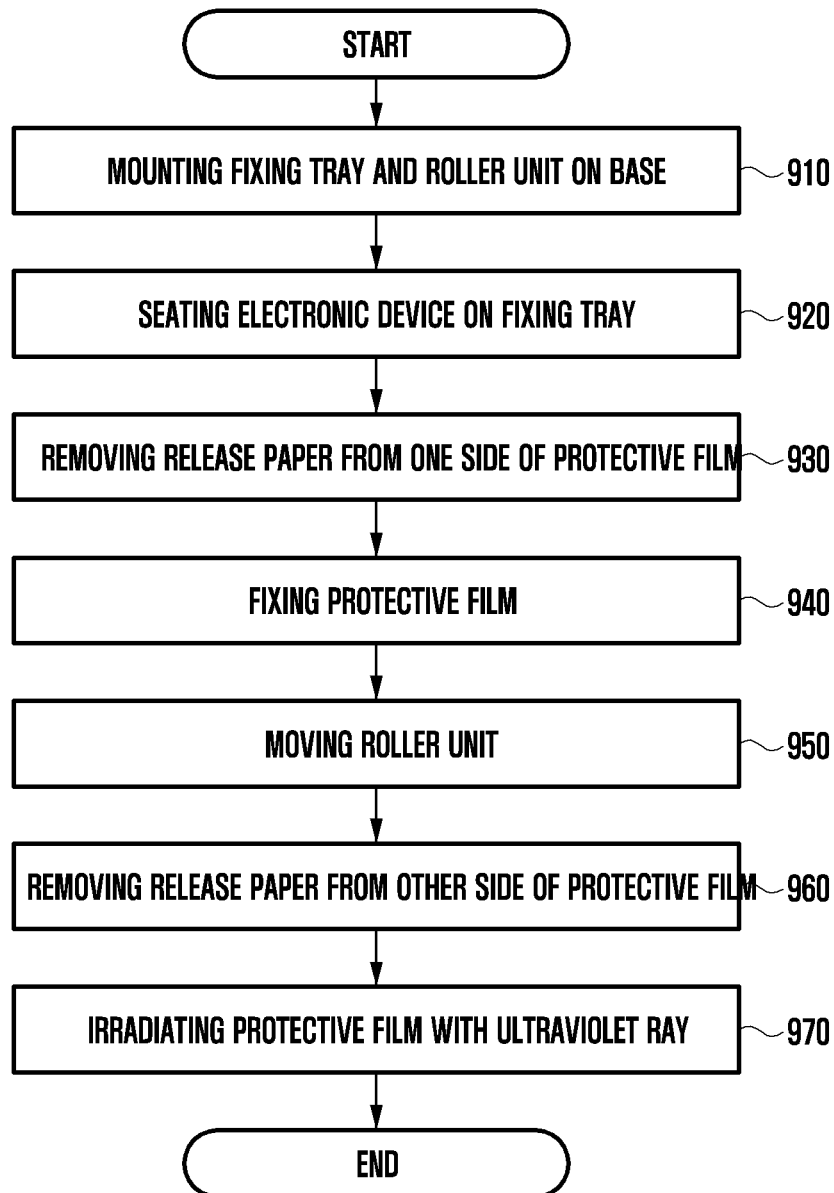 START
MOUNTING FIXING TRAY AND ROLLER UNIT ON BASE 910
SEATING ELECTRONIC DEVICE ON FIXING TRAY 920
REMOVING RELEASE PAPER FROM ONE SIDE OF PROTECTIVE FILM 930
FIXING PROTECTIVE FILM 940
MOVING ROLLER UNIT 950
REMOVING RELEASE PAPER FROM OTHER SIDE OF PROTECTIVE FILM 960
IRRADIATING PROTECTIVE FILM WITH ULTRAVIOLET RAY 970
END